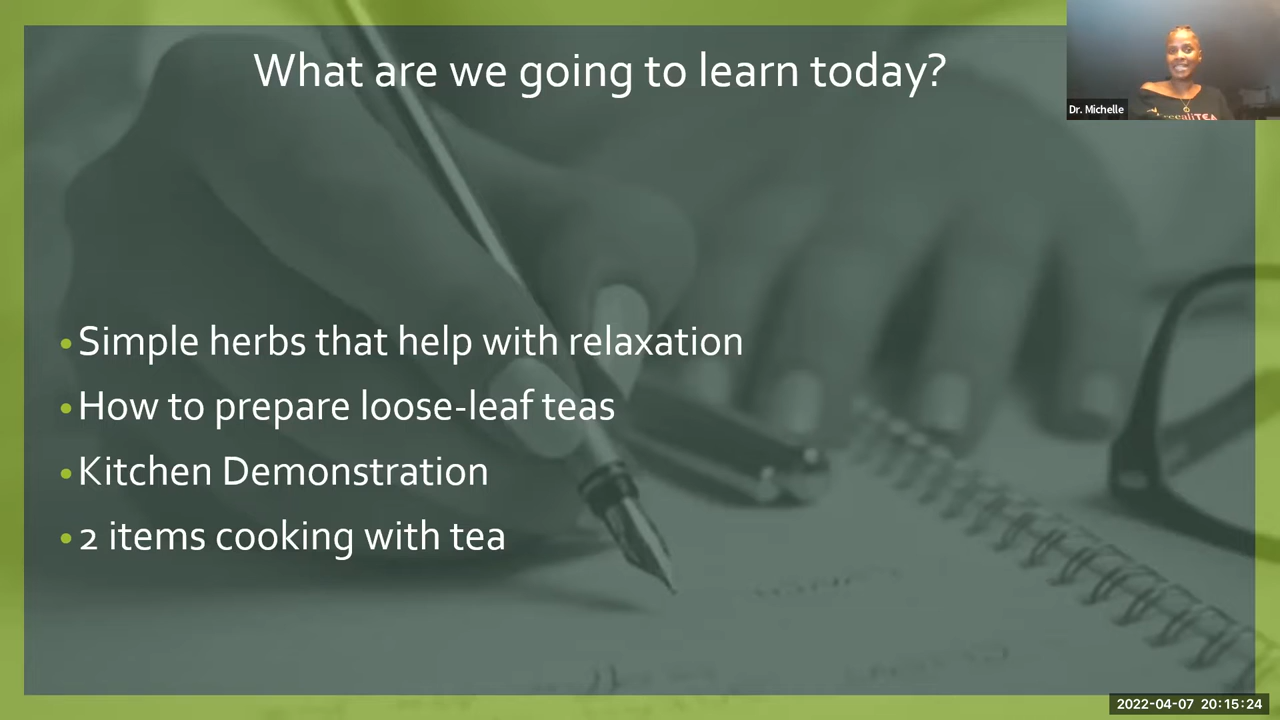 What are we going to learn today?
Dr. Michelle
• Simple herbs that help with relaxation
• How to prepare loose-leaf teas
• Kitchen Demonstration
• 2 items cooking with tea
2022-04-07 20:15:24